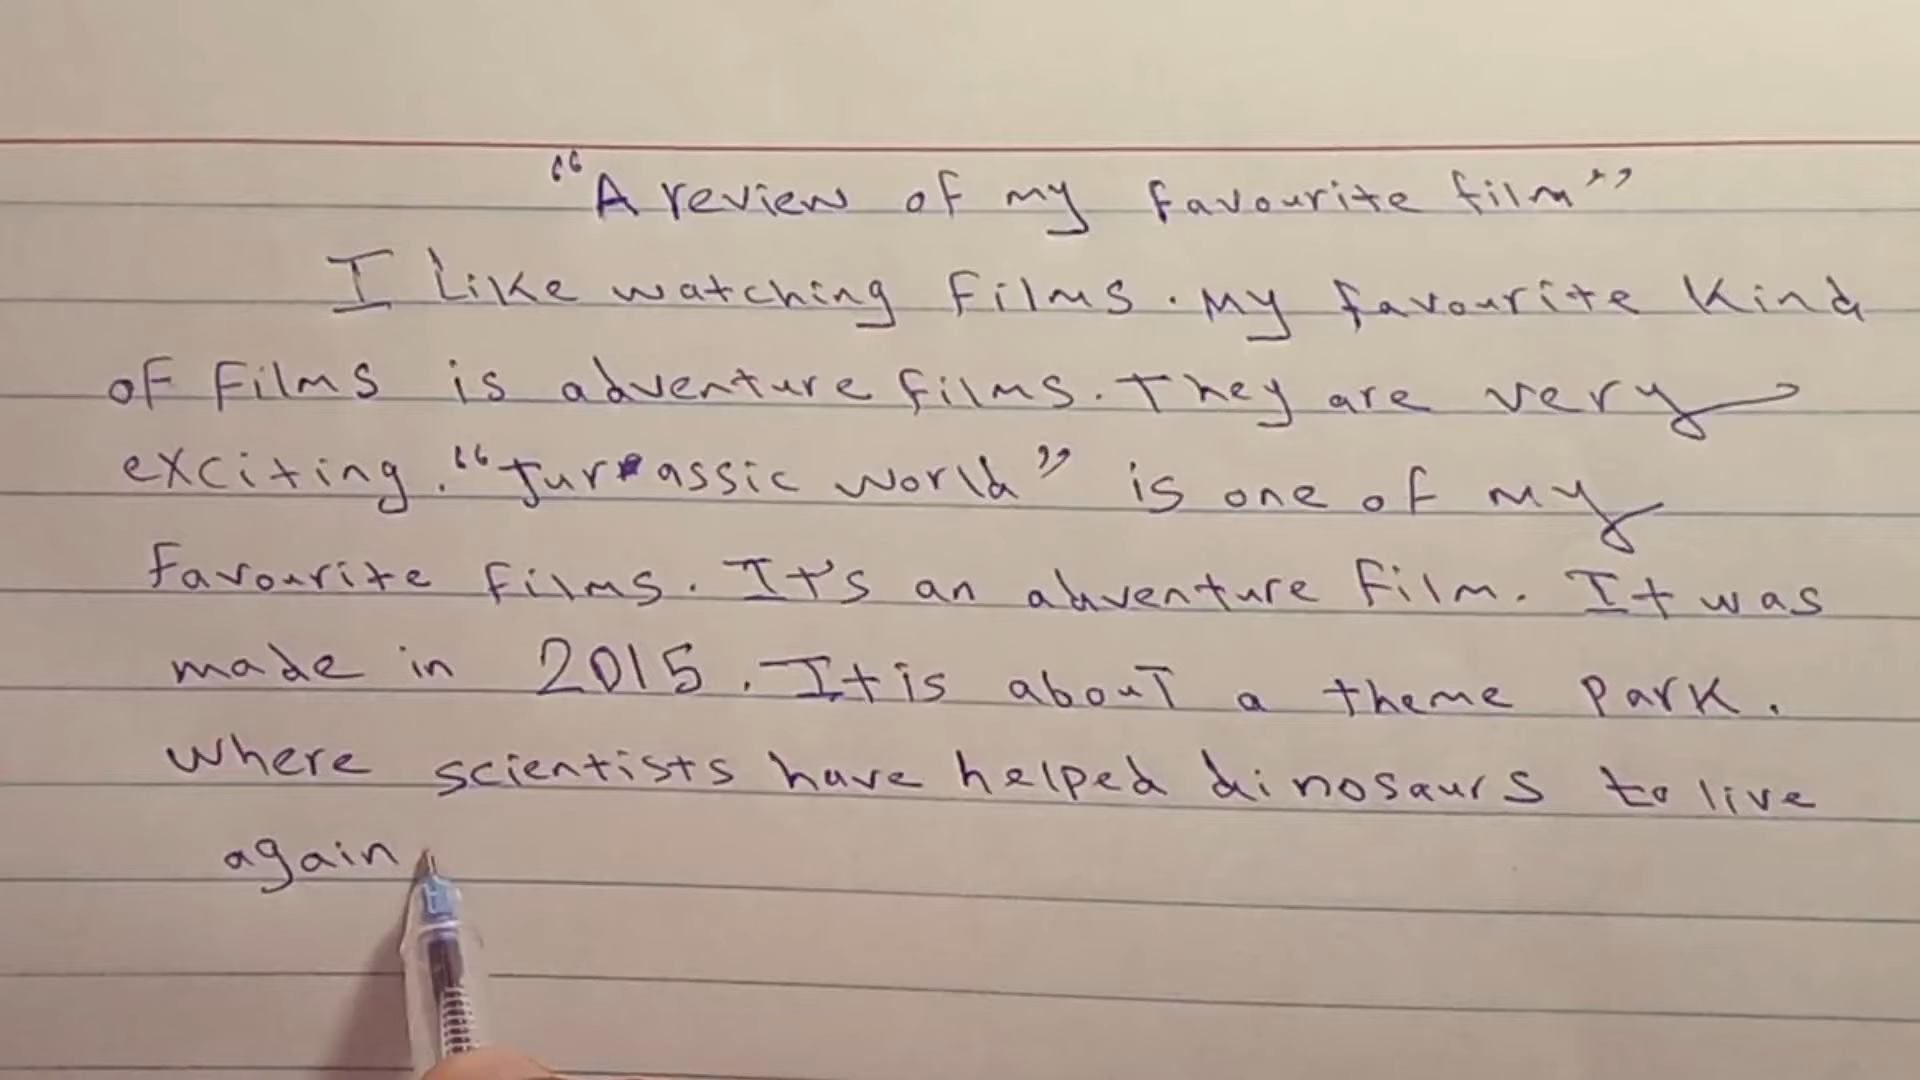 "A review of my favourite film"
I Like watching films. My favourite kind
of films is adventure films. They are very
exciting. "Jurassic World" is one of my
favourite films. It's an adventure film. It was
made in 2015. It is about a theme park.
where scientists have helped dinosaurs to live
again